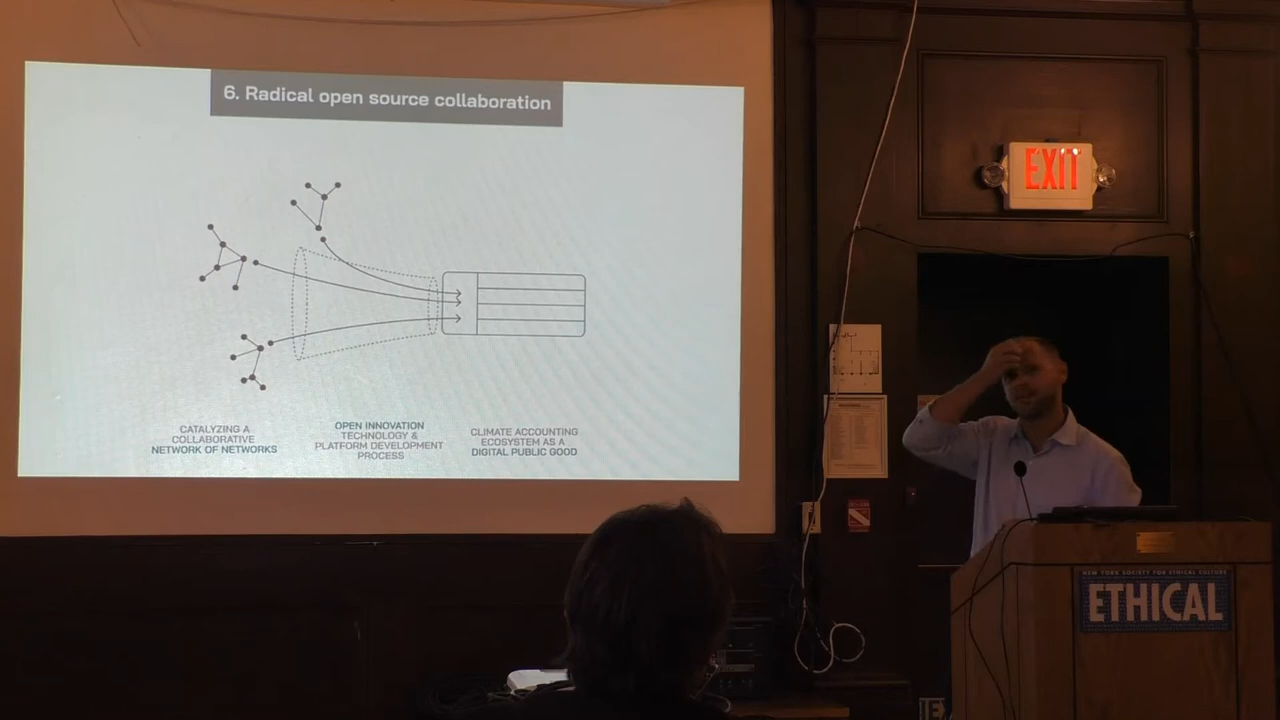 6. Radical open source collaboration
CATALYZING A
COLLABORATIVE
NETWORK OF NETWORKS
OPEN INNOVATION
TECHNOLOGY &
PLATFORM DEVELOPMENT
PROCESS
CLIMATE ACCOUNTING
ECOSYSTEM AS A
DIGITAL PUBLIC GOOD
EXIT
NEW YORK SOCIETY FOR ETHICAL CULTURE
ETHICAL